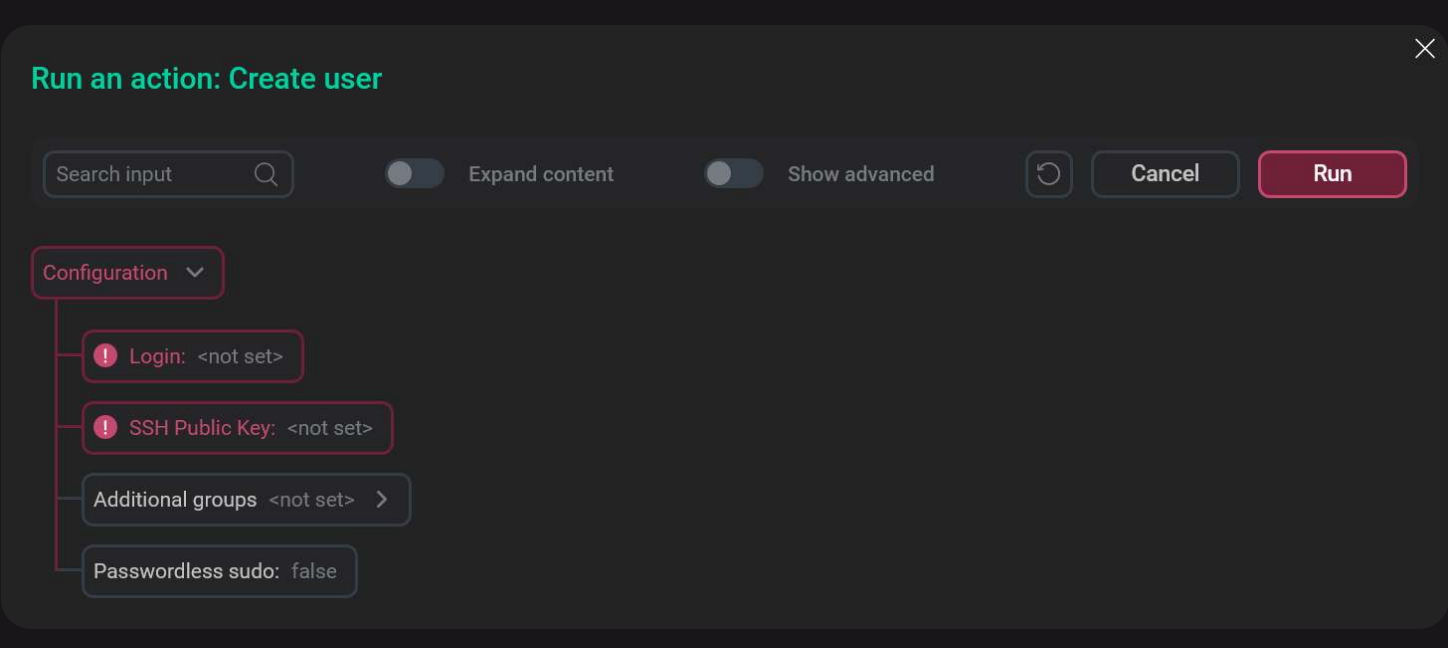 Run an action: Create user
Search input Expand content Show advanced Cancel Run
Configuration
Login: <not set>
SSH Public Key: <not set>
Additional groups <not set>
Passwordless sudo: false